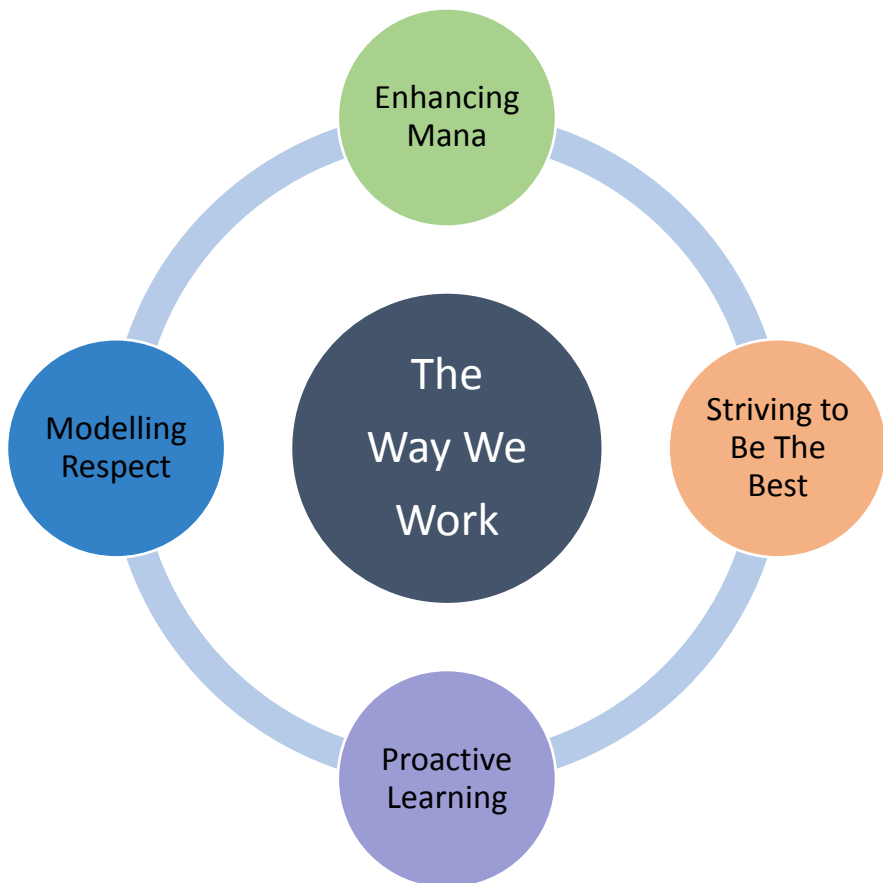 Enhancing
Mana
The
Way We
Work
Modelling
Respect
Striving to
Be The
Best
Proactive
Learning